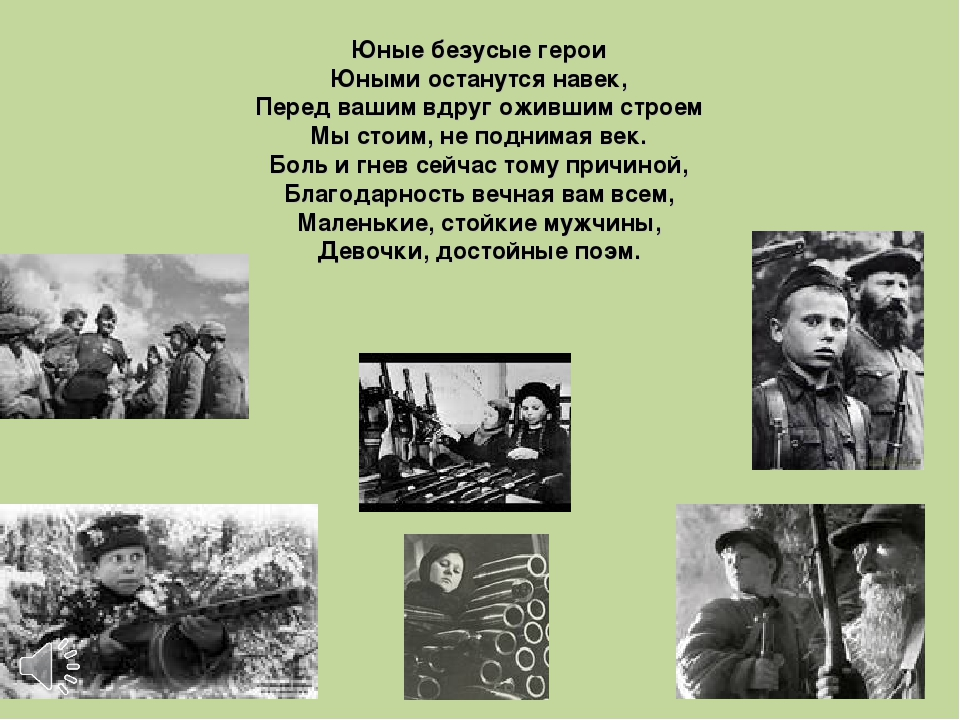 Юные безусые герои
Юными останутся навек,
Перед вашим вдруг ожившим строем
Мы стоим, не поднимая век.
Боль и гнев сейчас тому причиной,
Благодарность вечная вам всем,
Маленькие, стойкие мужчины,
Девочки, достойные поэм.